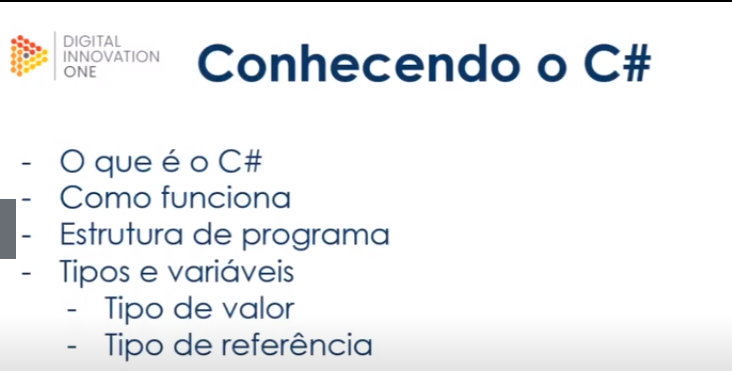 DIGITAL
INNOVATION
ONE
Conhecendo o C#
- O que é o C#
- Como funciona
- Estrutura de programa
- Tipos e variáveis
- Tipo de valor
- Tipo de referência